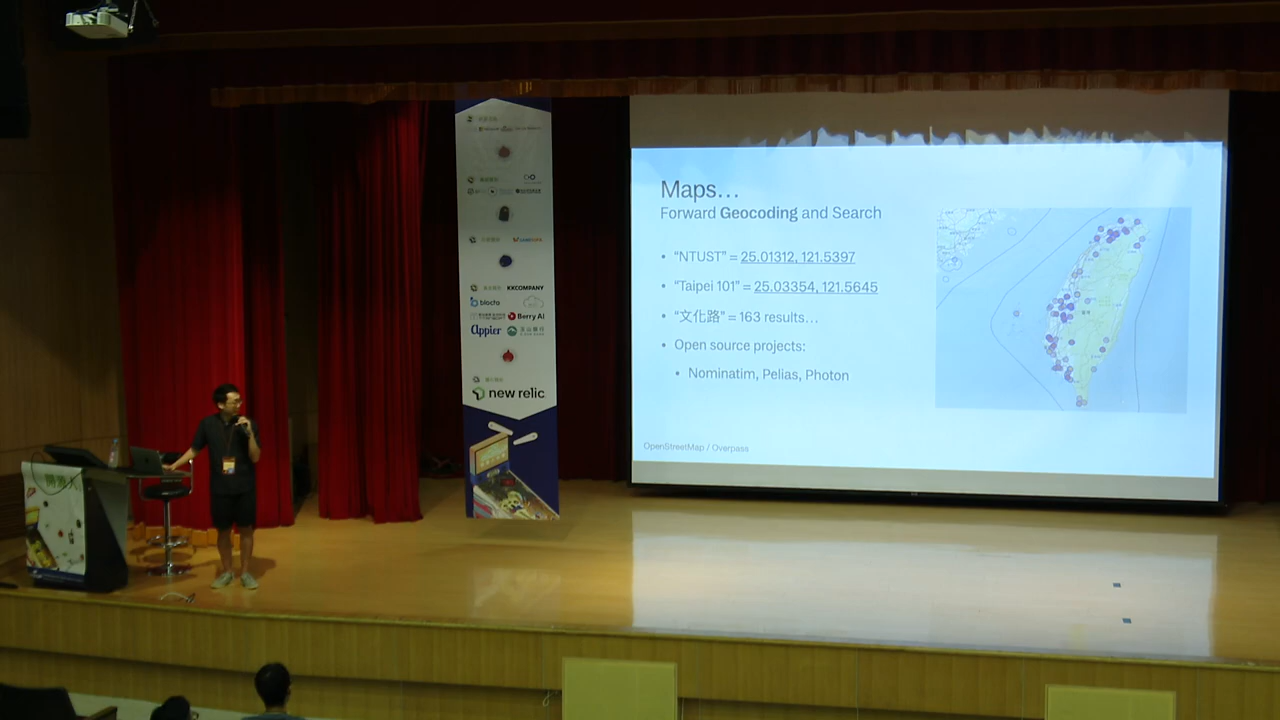 Maps…
Forward Geocoding and Search
• "NTUST" = 25.01312, 121.5397
• "Taipei 101" = 25.03354, 121.5645
• "文化路" = 163 results…
• Open source projects:
• Nominatim, Pelias, Photon
OpenStreetMap / Overpass
KKCOMPANY
blocto
Berry AI
Appier
new relic